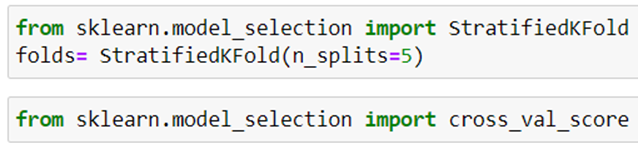 from sklearn.model_selection import StratifiedKFold
folds= StratifiedKFold(n_splits=5)
from sklearn.model_selection import cross_val_score